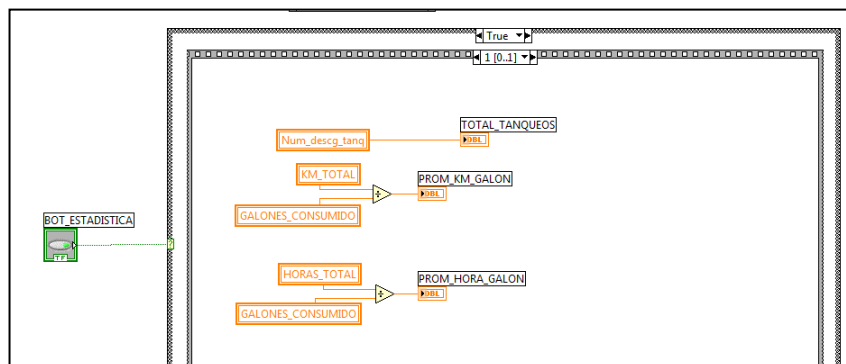 True
1 [0..1]
TOTAL_TANQUEOS
Num_descg_tanq
DBL
KM_TOTAL
PROM_KM_GALON
÷
DBL
GALONES_CONSUMIDO
BOT_ESTADISTICA
?
TF
HORAS_TOTAL
PROM_HORA_GALON
÷
DBL
GALONES_CONSUMIDO